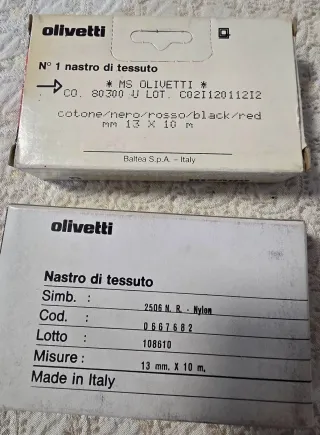 olivetti
N° 1 nastro di tessuto
* MS OLIVETTI *
CO. 80300 U LOT. C02I120112I2
cotone/nero/rosso/black/red
mm 13 X 10 m
Baltea S.p.A. – Italy
olivetti
Nastro di tessuto
Simb. : 2506 N. R. - Nylon
Cod. : 0667682
Lotto : 108610
Misure : 13 mm. X 10 m.
Made in Italy